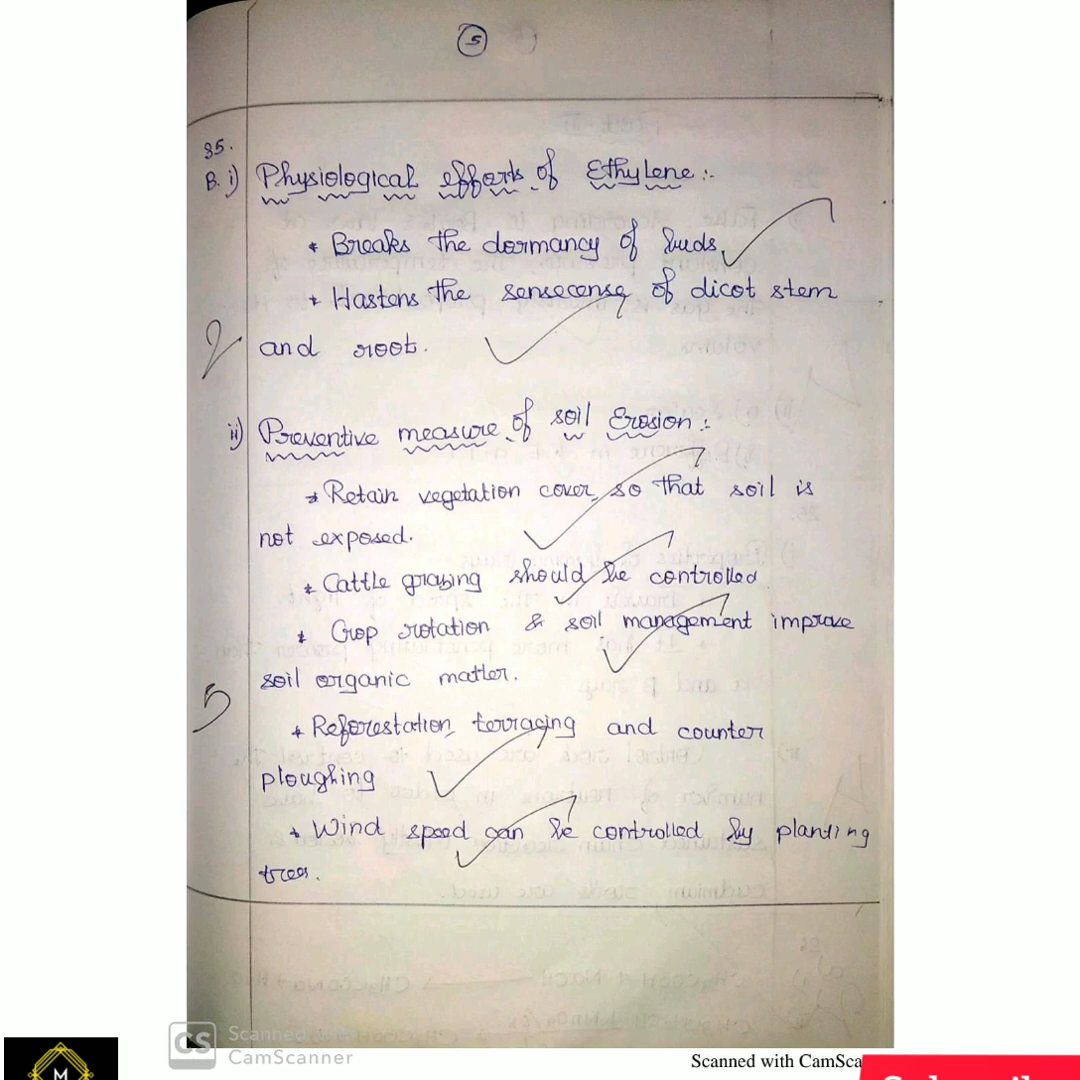 5
35.
B. i) Physiological efforts of Ethylene :-
* Breaks the dormancy of buds
* Hastens the sensecense of dicot stem
2 and root.
ii) Preventive measure of soil Erosion :-
* Retain vegetation cover, so that soil is
not exposed.
* Cattle grazing should be controlled
* Crop rotation & soil management improve
soil organic matter.
5
* Reforestation, terracing and counter
ploughing
* Wind speed can be controlled by planting
trees.
CS Scanned with
CamScanner
Scanned with CamSca
M